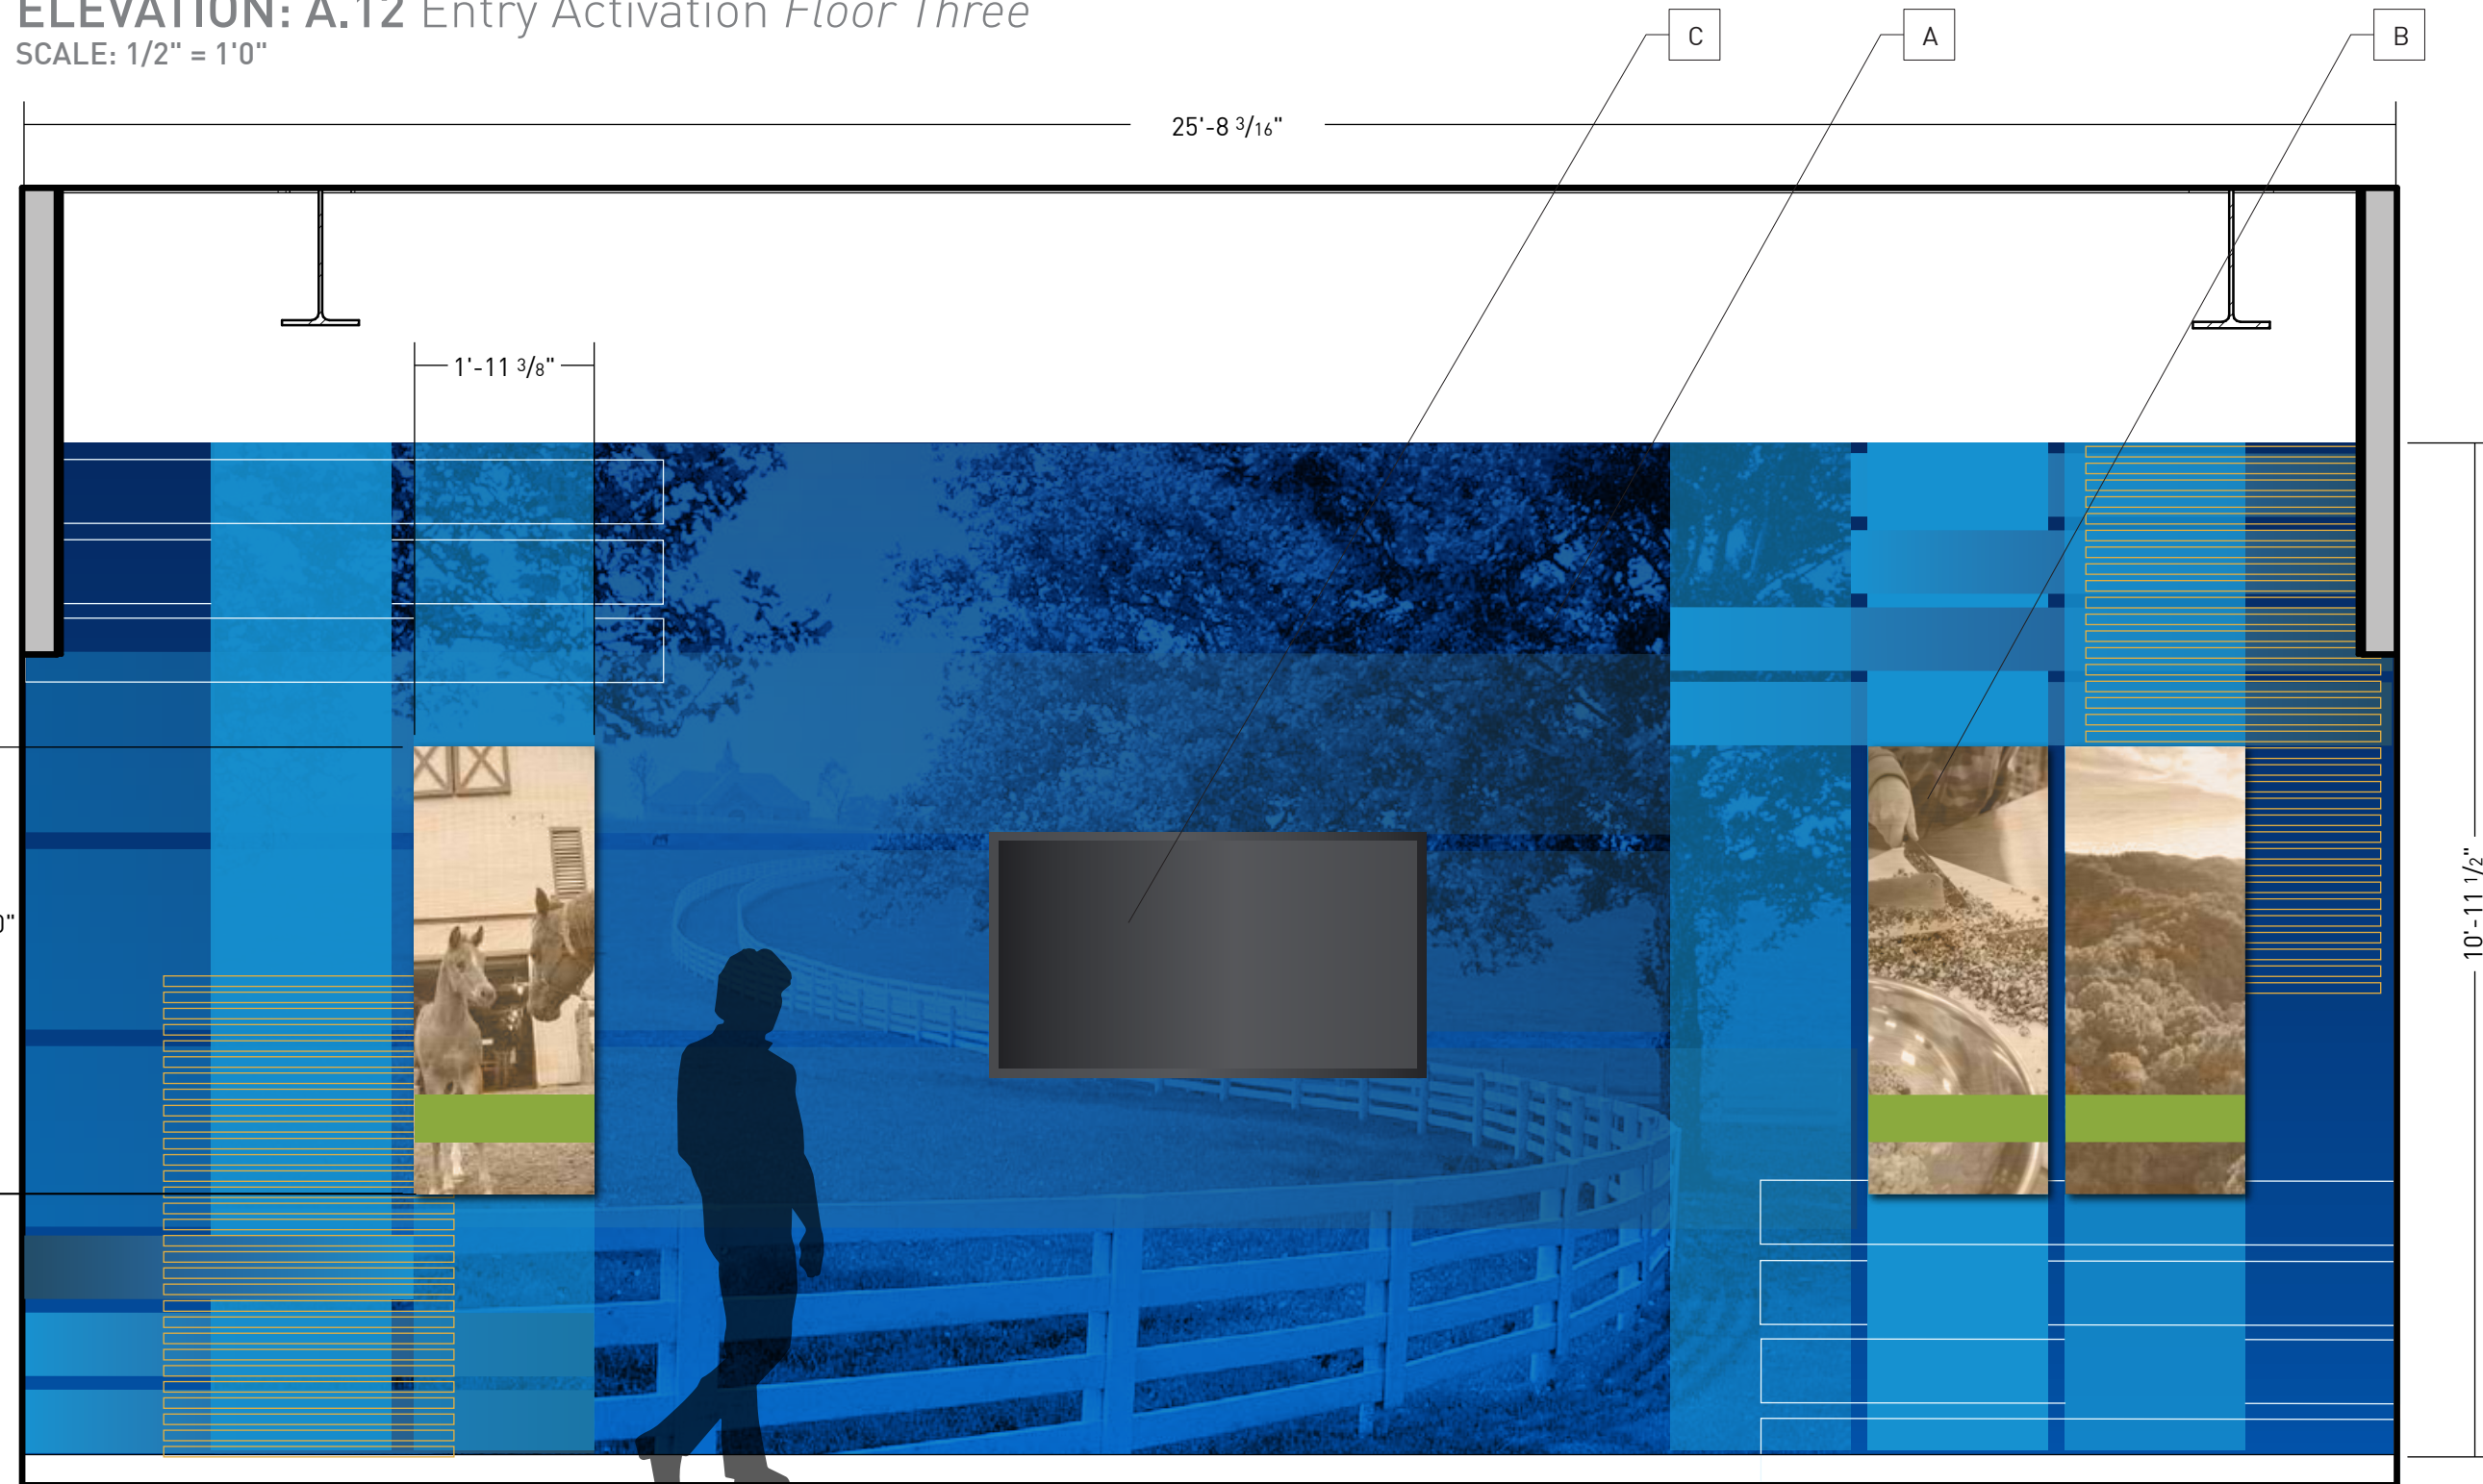 ELEVATION: A.12 Entry Activation Floor Three
SCALE: 1/2" = 1'0"
C
A
B
25'-8 3/16"
1'-11 3/8"
10'-11 1/2"